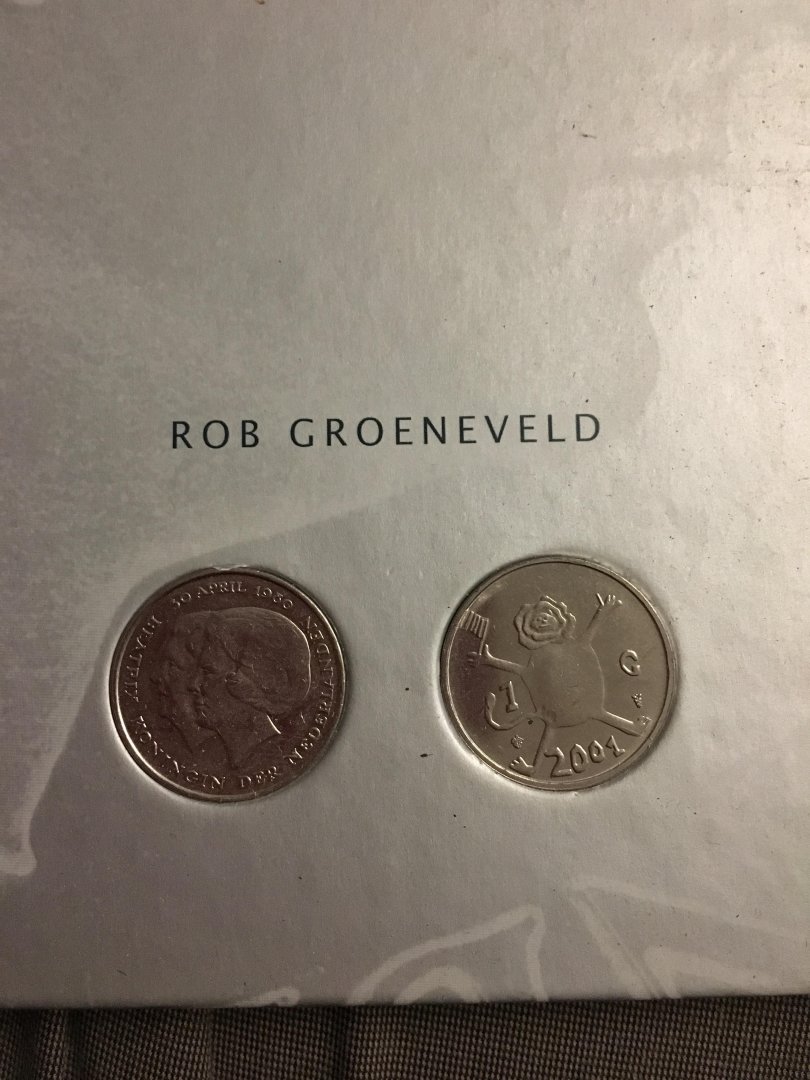 ROB GROENEVELD
BEATRIX KONINGIN DER NEDERLANDEN
30 APRIL 1980
1 G
2001